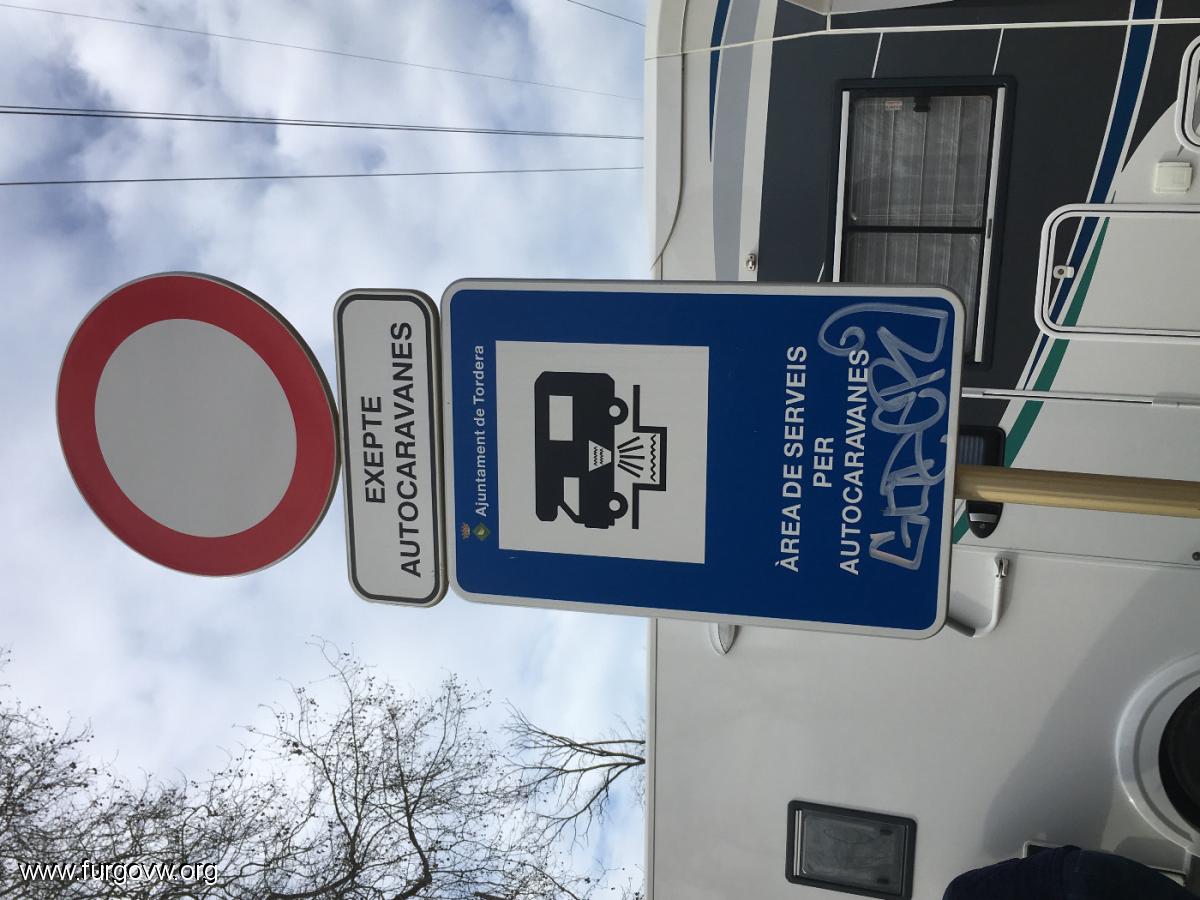 EXEPTE
AUTOCARAVANES
Ajuntament de Tordera
ÀREA DE SERVEIS
PER
AUTOCARAVANES
www.furgovw.org